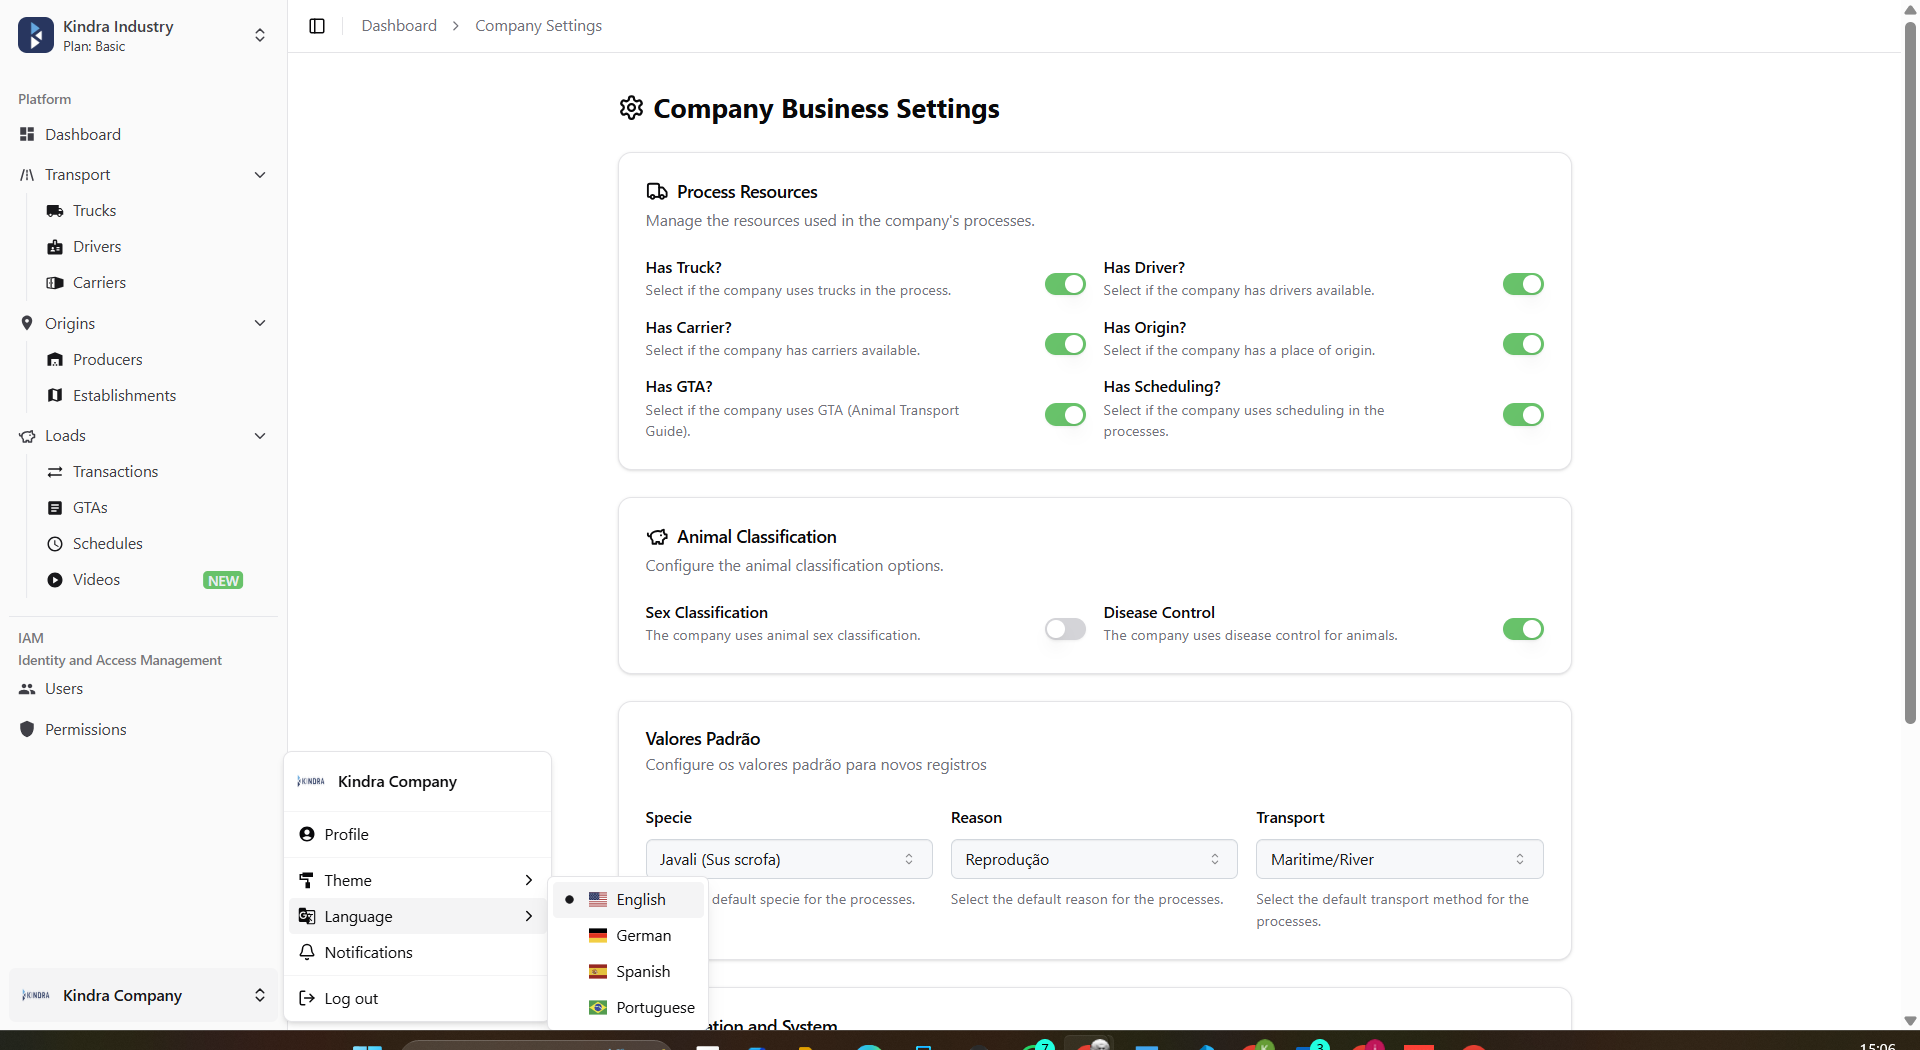 Kindra Industry
Plan: Basic
Platform
Dashboard
Transport
Trucks
Drivers
Carriers
Origins
Producers
Establishments
Loads
Transactions
GTAs
Schedules
Videos NEW
IAM
Identity and Access Management
Users
Permissions
KINDRA Kindra Company
Dashboard > Company Settings
Company Business Settings
Process Resources
Manage the resources used in the company's processes.
Has Truck?
Select if the company uses trucks in the process.
Has Driver?
Select if the company has drivers available.
Has Carrier?
Select if the company has carriers available.
Has Origin?
Select if the company has a place of origin.
Has GTA?
Select if the company uses GTA (Animal Transport
Guide).
Has Scheduling?
Select if the company uses scheduling in the
processes.
Animal Classification
Configure the animal classification options.
Sex Classification
The company uses animal sex classification.
Disease Control
The company uses disease control for animals.
Valores Padrão
Configure os valores padrão para novos registros
Specie
Javali (Sus scrofa)
default specie for the processes.
Reason
Reprodução
Select the default reason for the processes.
Transport
Maritime/River
Select the default transport method for the
processes.
ation and System
KINDRA Kindra Company
Profile
Theme
Language
Notifications
Log out
English
German
Spanish
Portuguese
7
K
3
15:06